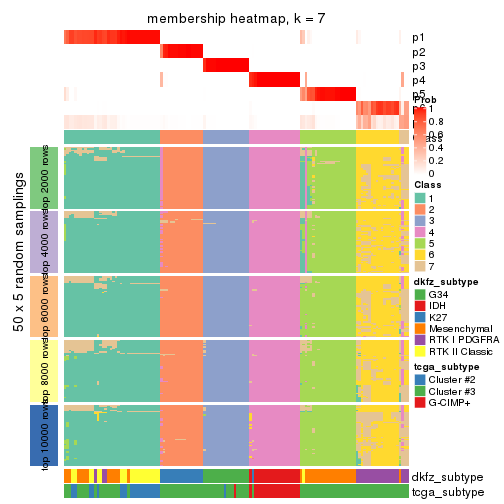 membership heatmap, k = 7
p1
p2
p3
p4
p5
Prob
1
0.8
0.6
0.4
0.2
0
Class
1
2
3
4
5
6
7
dkfz_subtype
G34
IDH
K27
Mesenchymal
RTK I PDGFRA
RTK II Classic
tcga_subtype
Cluster #2
Cluster #3
G-CIMP+
50 x 5 random samplings
top 2000 rows
top 4000 rows
top 6000 rows
top 8000 rows
top 10000 rows
dkfz_subtype
tcga_subtype